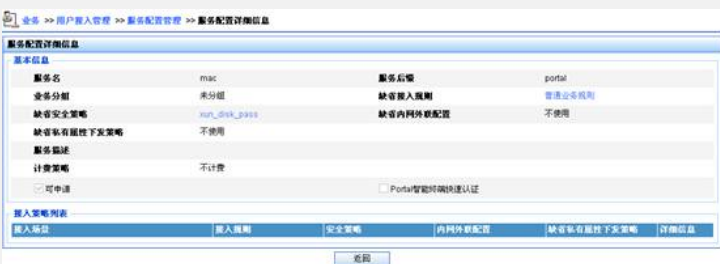 业务 >> 用户接入管理 >> 服务配置管理 >> 服务配置详细信息
服务配置详细信息
基本信息
服务名 mac 服务后缀 portal
业务分组 未分组 缺省接入规则 普通业务规则
缺省安全策略 xun_disk_pass 缺省内网外联配置 不使用
缺省私有属性下发策略 不使用
服务描述
计费策略 不计费
可申请 Portal智能终端快速认证
接入策略列表
接入场景 接入规则 安全策略 内网外联配置 缺省私有属性下发策略 详细信息
返回